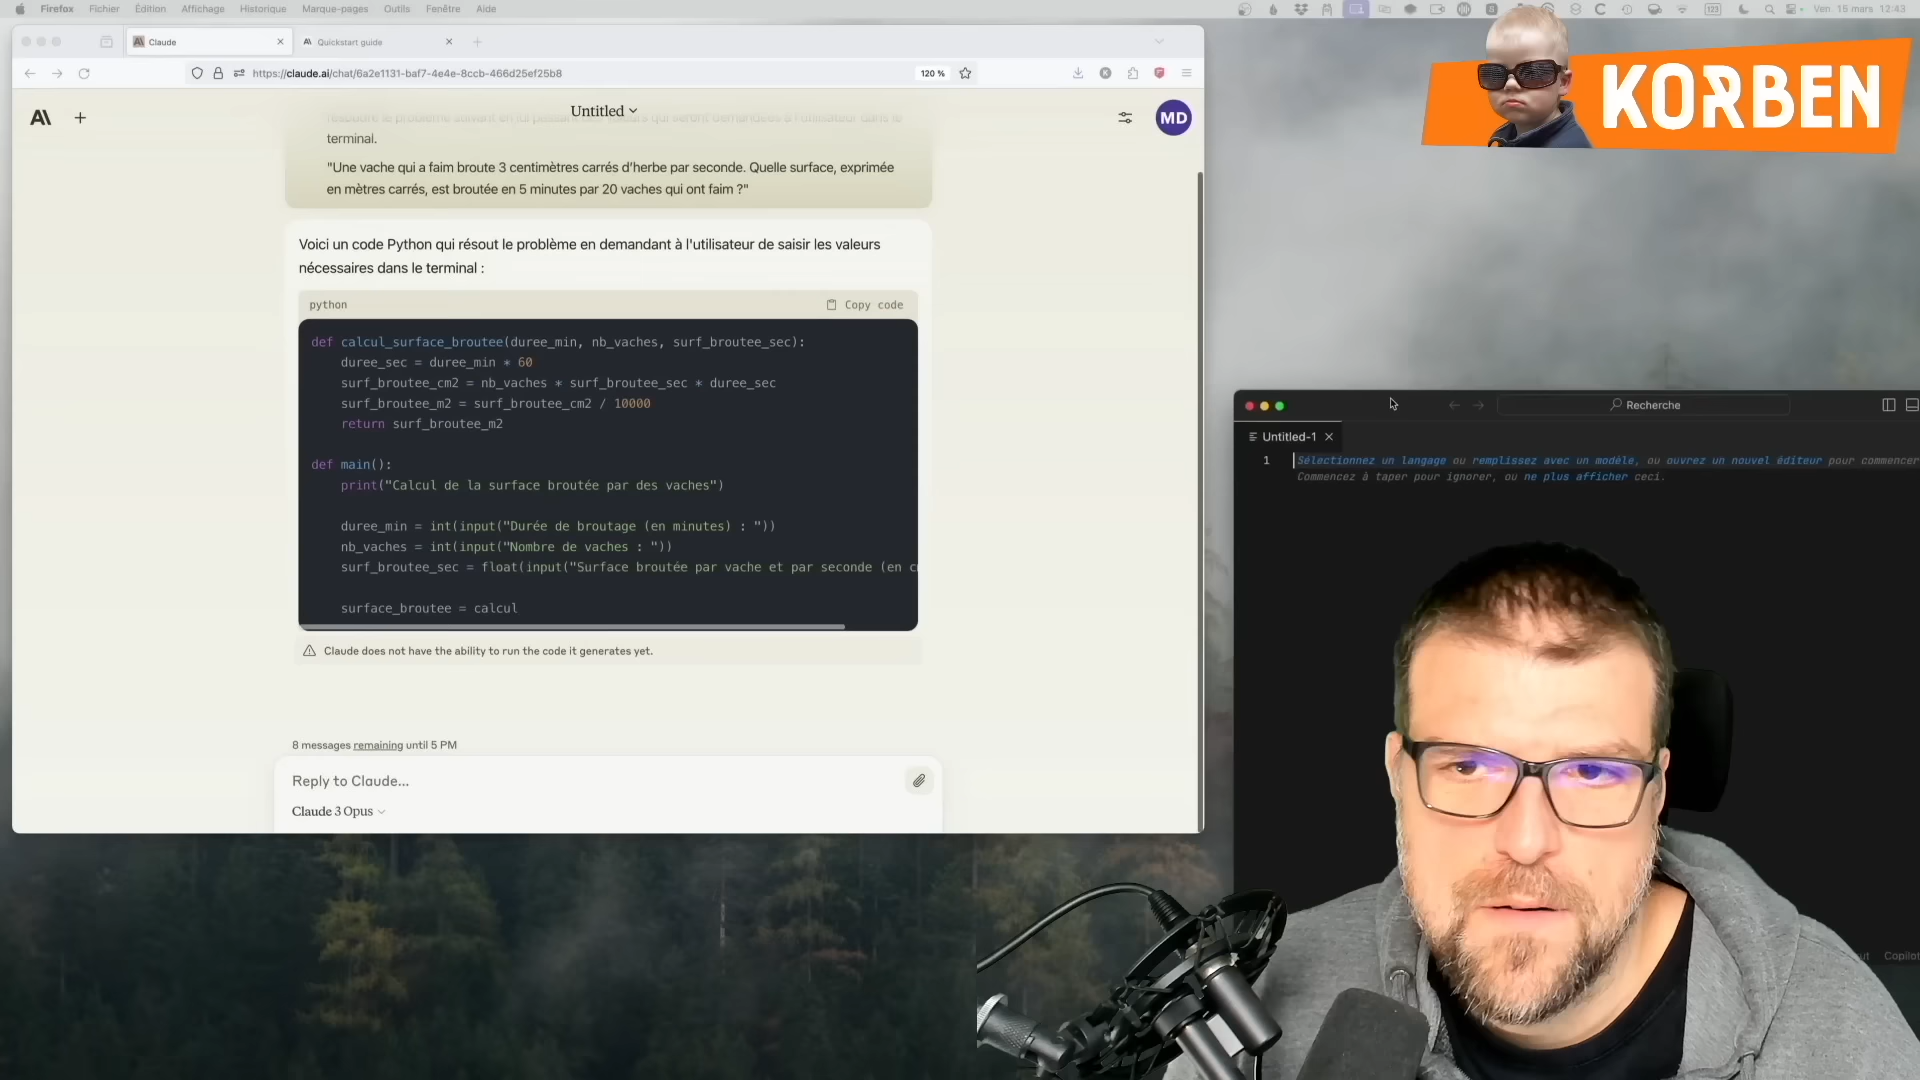 Firefox Fichier Édition Affichage Historique Marque-pages Outils Fenêtre Aide
Ven. 15 mars 12:43
Claude
Quickstart guide
https://claude.ai/chat/6a2e1131-baf7-4e4e-8ccb-466d25ef25b8
120 %
KORBEN
Untitled
MD
terminal.
"Une vache qui a faim broute 3 centimètres carrés d'herbe par seconde. Quelle surface, exprimée
en mètres carrés, est broutée en 5 minutes par 20 vaches qui ont faim ?"
Voici un code Python qui résout le problème en demandant à l'utilisateur de saisir les valeurs
nécessaires dans le terminal :
python
Copy code
def calcul_surface_broutee(duree_min, nb_vaches, surf_broutee_sec):
duree_sec = duree_min * 60
surf_broutee_cm2 = nb_vaches * surf_broutee_sec * duree_sec
surf_broutee_m2 = surf_broutee_cm2 / 10000
return surf_broutee_m2
def main():
print("Calcul de la surface broutée par des vaches")
duree_min = int(input("Durée de broutage (en minutes) : "))
nb_vaches = int(input("Nombre de vaches : "))
surf_broutee_sec = float(input("Surface broutée par vache et par seconde (en c
surface_broutee = calcul
Claude does not have the ability to run the code it generates yet.
8 messages remaining until 5 PM
Reply to Claude...
Claude 3 Opus
Recherche
Untitled-1
1
Sélectionnez un langage ou remplissez avec un modèle, ou ouvrez un nouvel éditeur pour commencer
Commencez à taper pour ignorer, ou ne plus afficher ceci.
Copilot